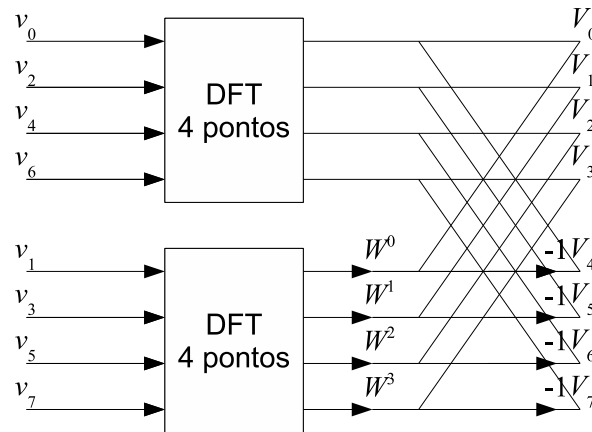 v₀ V₀
v₂ V₁
DFT
v₄ 4 pontos V₂
v₆ V₃
v₁ W⁰ -1 V₄
v₃ W¹ -1 V₅
DFT
v₅ 4 pontos W² -1 V₆
v₇ W³ -1 V₇